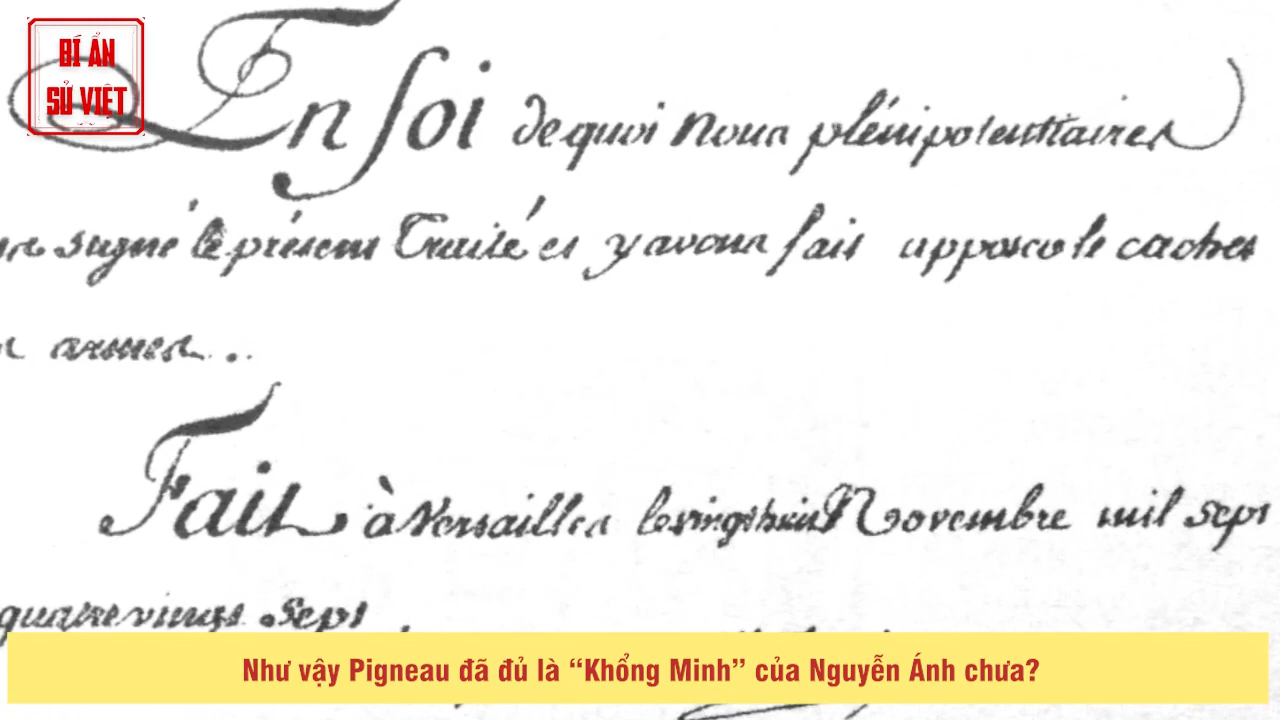 BÍ ẨN
SỬ VIỆT
En foi de quoi nous plénipotentiaires
signé le présent Traité et y avons fait apposer le cachet
armes..
Fait à Versailles le vingt huit Novembre mil sept
quatre vingt sept
Như vậy Pigneau đã đủ là “Khổng Minh” của Nguyễn Ánh chưa?